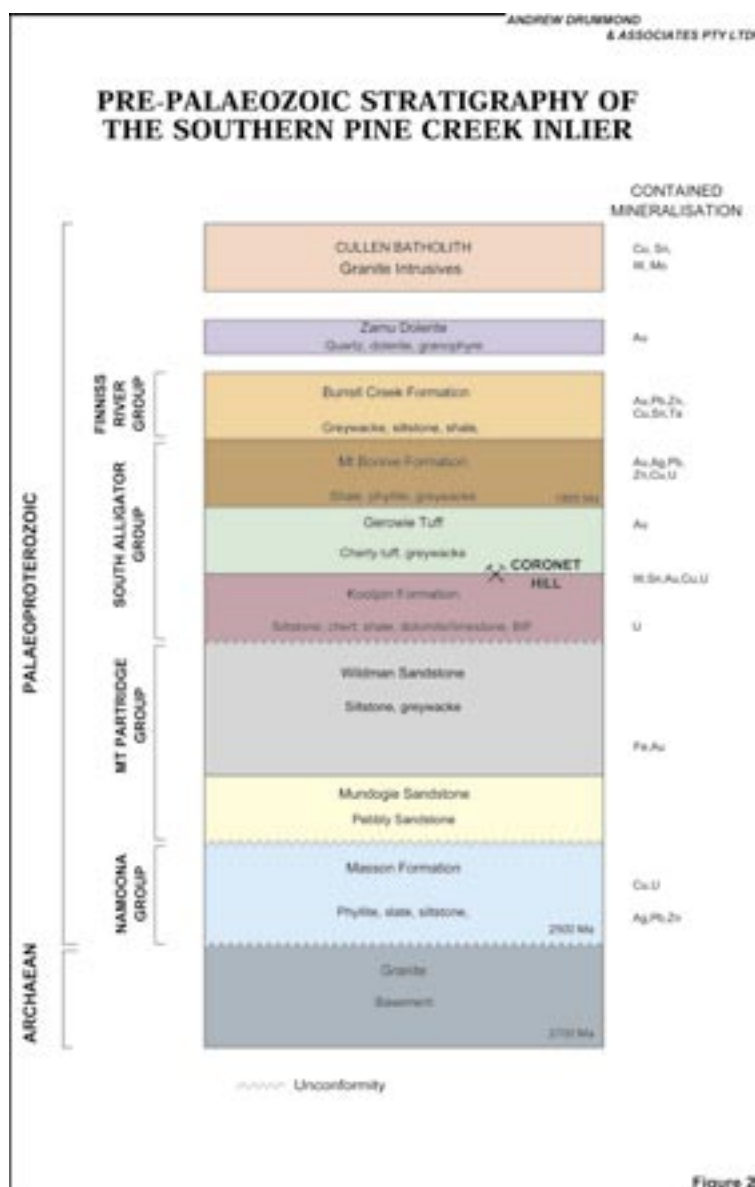 ANDREW DRUMMOND
& ASSOCIATES PTY LTD
PRE-PALAEOZOIC STRATIGRAPHY OF
THE SOUTHERN PINE CREEK INLIER
CONTAINED
MINERALISATION
CULLEN BATHOLITH
Granite Intrusives
Cu, Sn,
W, Mo
Zamu Dolerite
Quartz, dolerite, granophyre
Au
FINNISS
RIVER
GROUP
Burrell Creek Formation
Greywacke, siltstone, shale,
Au,Pb,Zn,
Cu,Sn,Ta
PALAEOPROTEROZOIC
SOUTH ALLIGATOR
GROUP
Mt Bonnie Formation
Shale, phyllite, greywacke
Ma
Au,Ag,Pb,
Zn,Cu,U
Gerowie Tuff
Cherty tuff, greywacke
Au
CORONET
HILL
W,Sn,Au,Cu,U
Koolpin Formation
Siltstone, chert, shale, dolomite/limestone, BIF
U
MT PARTRIDGE
GROUP
Wildman Sandstone
Siltstone, greywacke
Fe,Au
Mundogie Sandstone
Pebbly Sandstone
NAMOONA
GROUP
Masson Formation
Phyllite, slate, siltstone,
2500 Ma
Cu,U
Ag,Pb,Zn
ARCHAEAN
Granite
Basement
2700 Ma
Unconformity
Figure 2